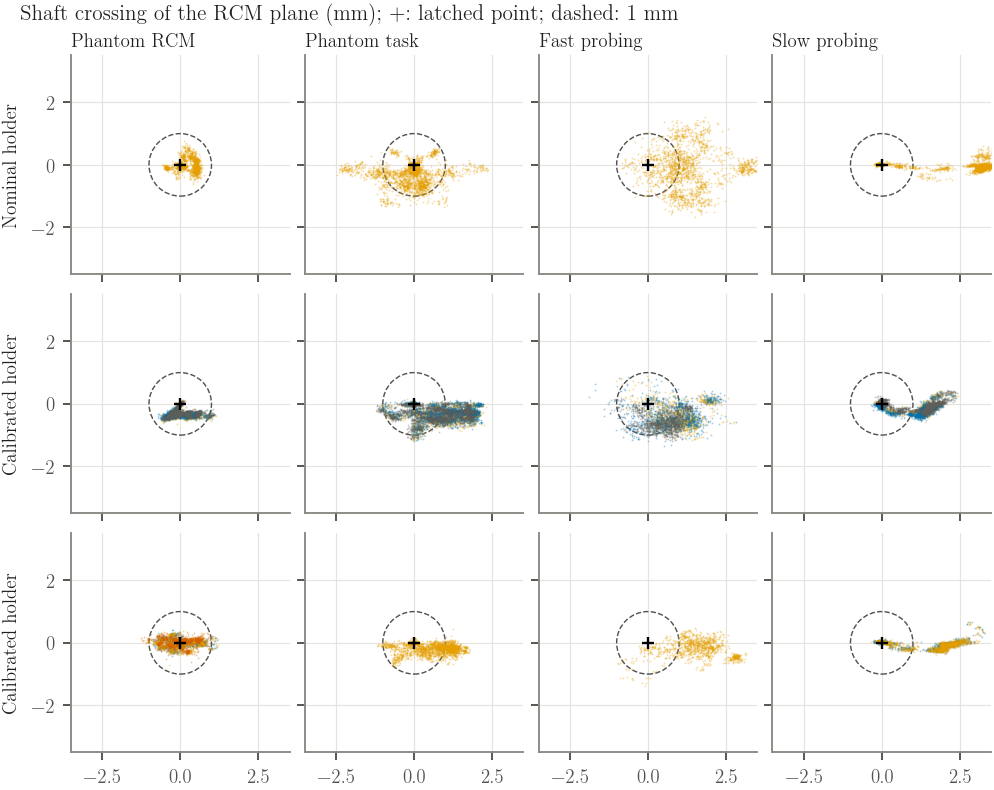 Shaft crossing of the RCM plane (mm); +: latched point; dashed: 1 mm
Phantom RCM
Phantom task
Fast probing
Slow probing
Nominal holder
2
0
−2
Calibrated holder
2
0
−2
Calibrated holder
2
0
−2
−2.5 0.0 2.5
−2.5 0.0 2.5
−2.5 0.0 2.5
−2.5 0.0 2.5